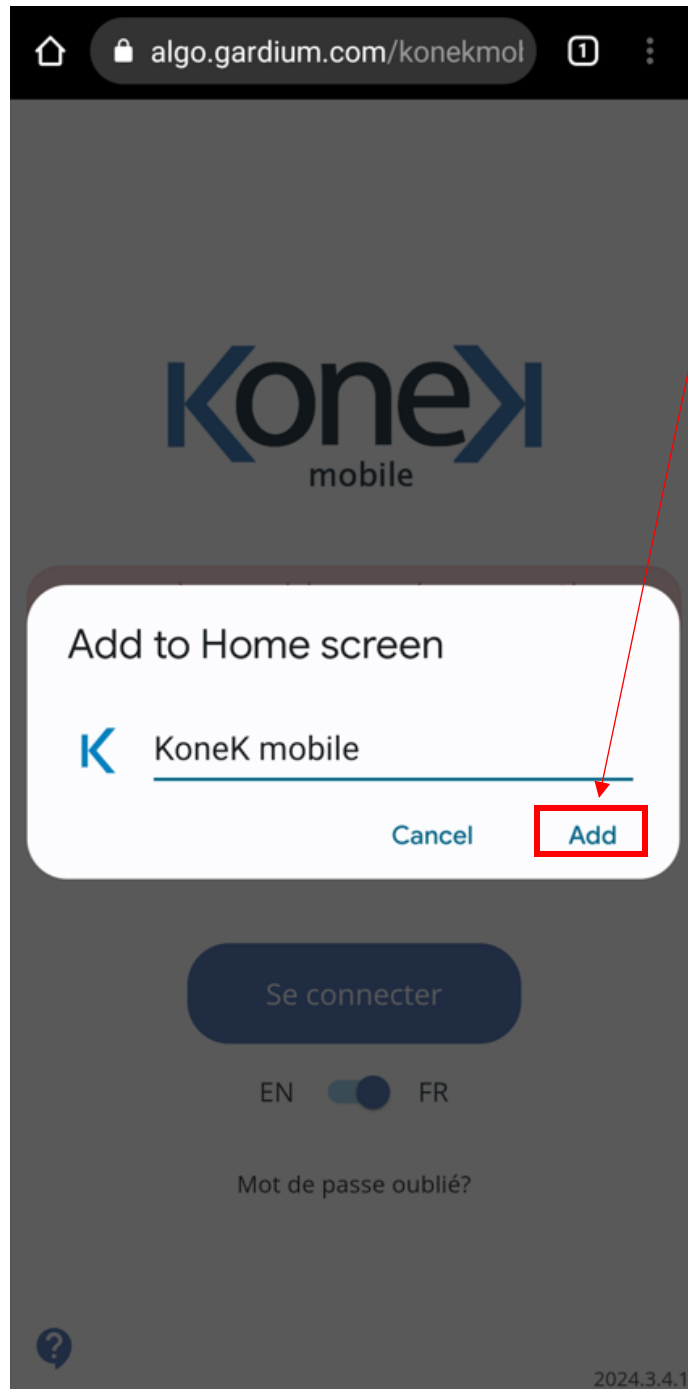 algo.gardium.com/konekmob
1
KoneK
mobile
Add to Home screen
K
KoneK mobile
Cancel
Add
Se connecter
EN
FR
Mot de passe oublié?
?
2024.3.4.1